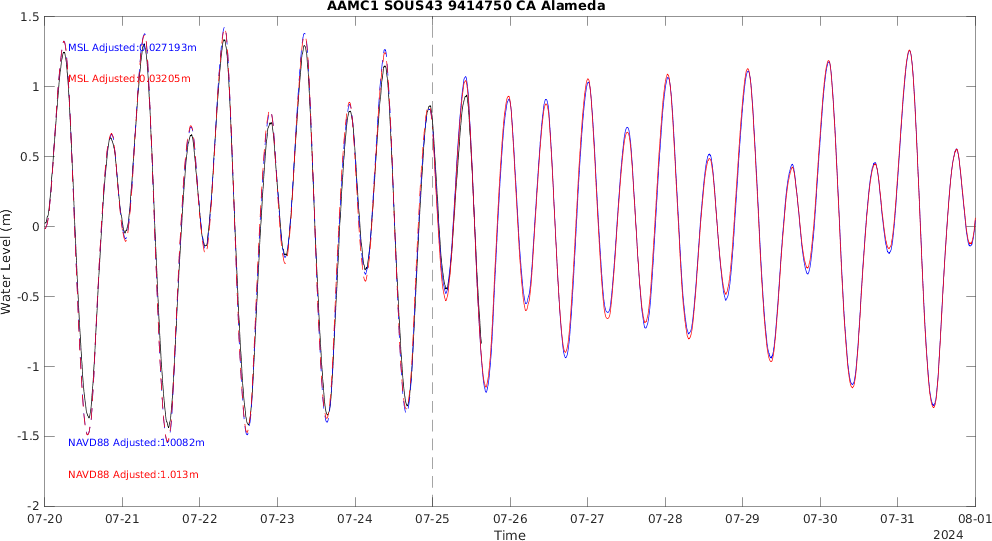 AAMC1 SOUS43 9414750 CA Alameda
1.5
MSL Adjusted:0.027193m
MSL Adjusted:0.03205m
1
0.5
0
-0.5
-1
-1.5
NAVD88 Adjusted:1.0082m
NAVD88 Adjusted:1.013m
-2
Water Level (m)
07-20 07-21 07-22 07-23 07-24 07-25 07-26 07-27 07-28 07-29 07-30 07-31 08-01
Time
2024